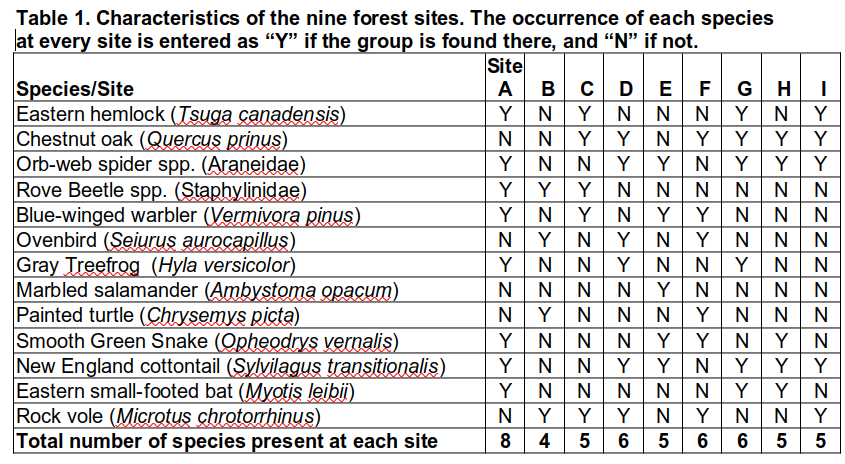 Table 1. Characteristics of the nine forest sites. The occurrence of each species
at every site is entered as “Y” if the group is found there, and “N” if not.
Site
Species/Site A B C D E F G H I
Eastern hemlock (Tsuga canadensis) Y N Y N N N Y N Y
Chestnut oak (Quercus prinus) N N Y Y N Y Y Y Y
Orb-web spider spp. (Araneidae) Y N N Y Y N Y Y Y
Rove Beetle spp. (Staphylinidae) Y Y Y N N N N N N
Blue-winged warbler (Vermivora pinus) Y N Y N Y Y N N N
Ovenbird (Seiurus aurocapillus) N Y N Y N Y N N N
Gray Treefrog (Hyla versicolor) Y N N Y N N Y N N
Marbled salamander (Ambystoma opacum) N N N N Y N N N N
Painted turtle (Chrysemys picta) N Y N N N Y N N N
Smooth Green Snake (Opheodrys vernalis) Y N N N Y Y N Y N
New England cottontail (Sylvilagus transitionalis) Y N N Y Y N Y Y Y
Eastern small-footed bat (Myotis leibii) Y N N N N N Y Y N
Rock vole (Microtus chrotorrhinus) N Y Y Y N Y N N Y
Total number of species present at each site 8 4 5 6 5 6 6 5 5